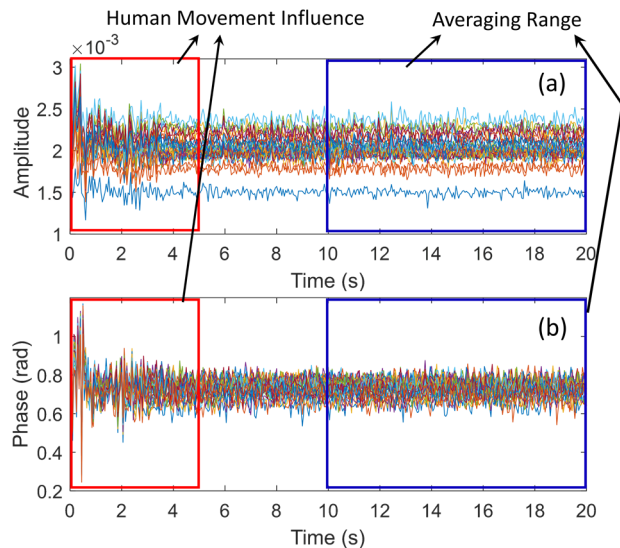 Human Movement Influence
Averaging Range
×10⁻³
3
2.5
2
1.5
1
Amplitude
(a)
0 2 4 6 8 10 12 14 16 18 20
Time (s)
1
0.8
0.6
0.4
0.2
Phase (rad)
(b)
0 2 4 6 8 10 12 14 16 18 20
Time (s)